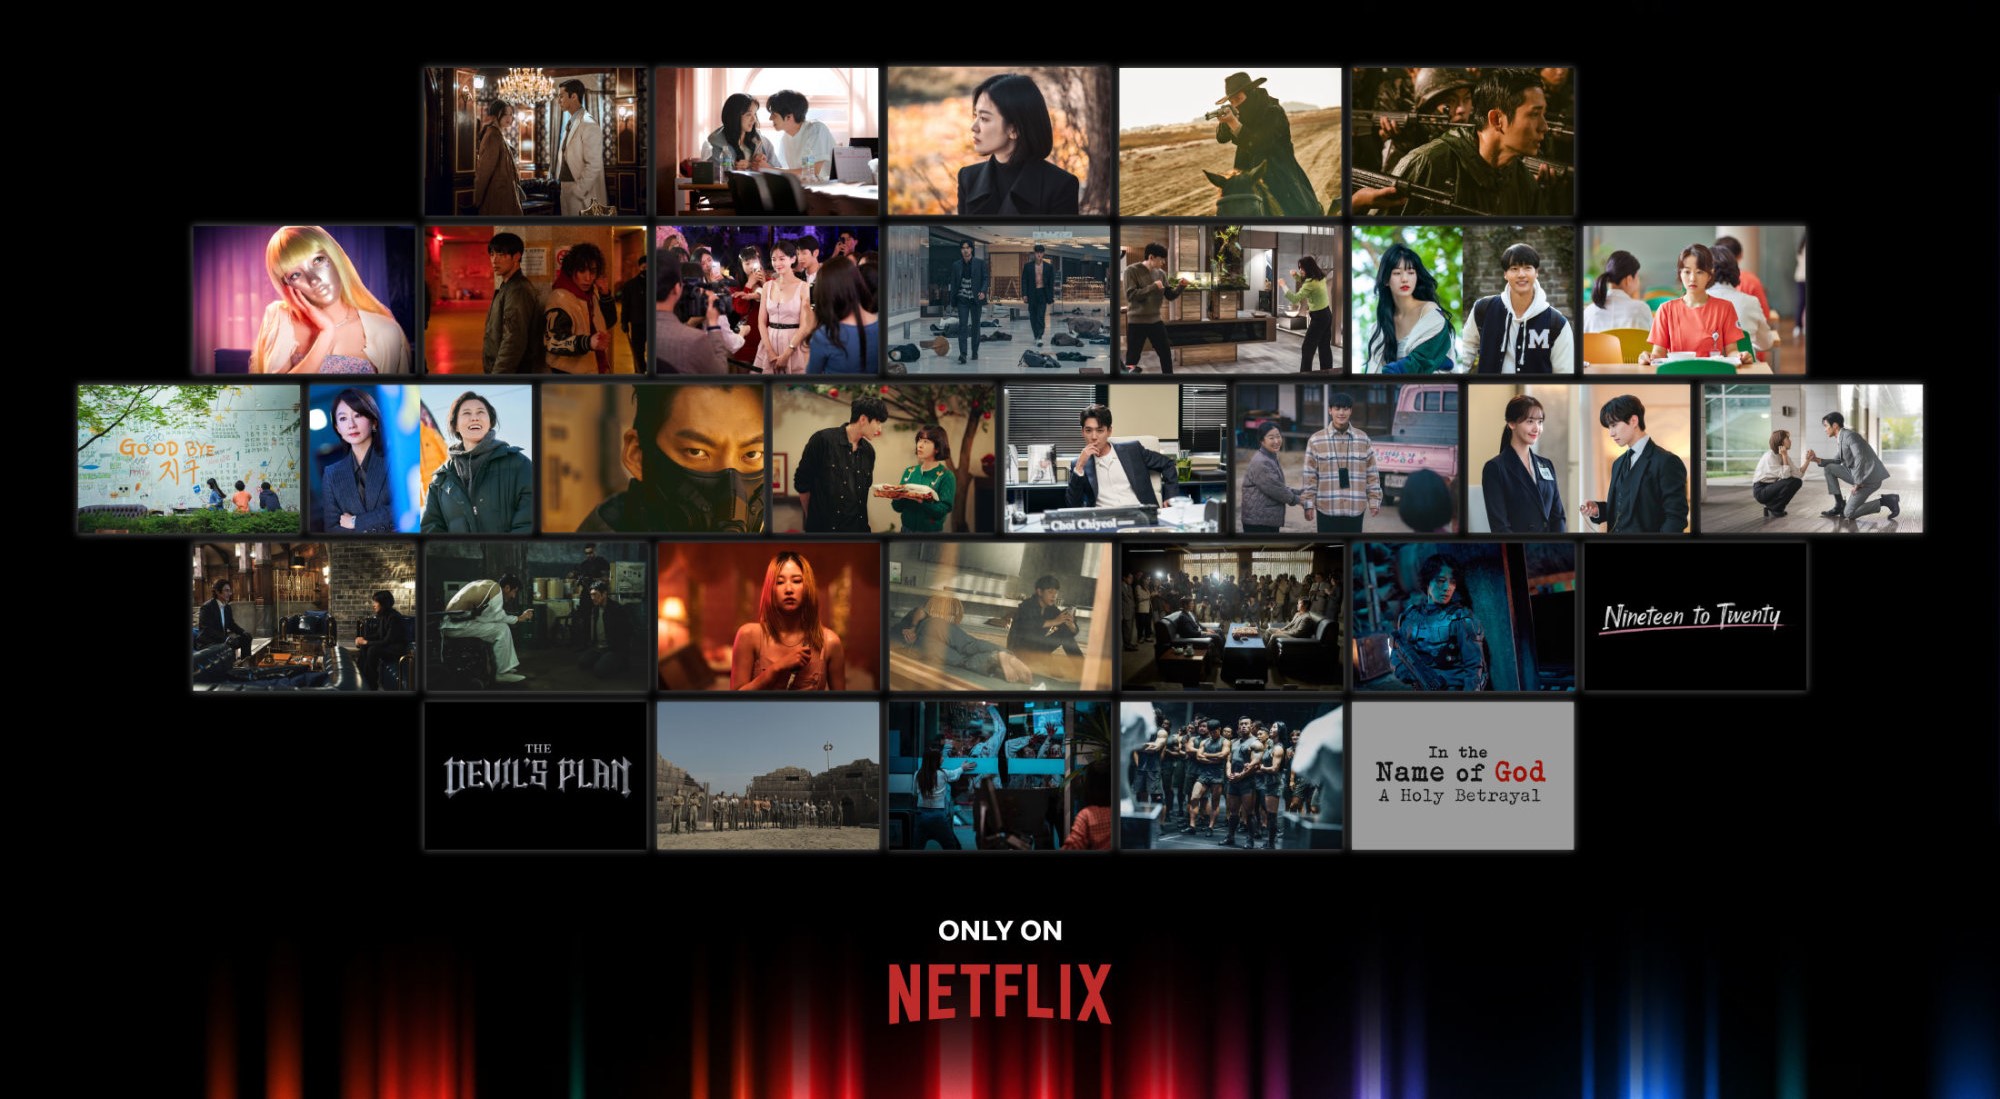 M
GOOD BYE
지구
Choi Chiyeol
Nineteen to Twenty
THE
DEVIL'S PLAN
In the
Name of God
A Holy Betrayal
ONLY ON
NETFLIX